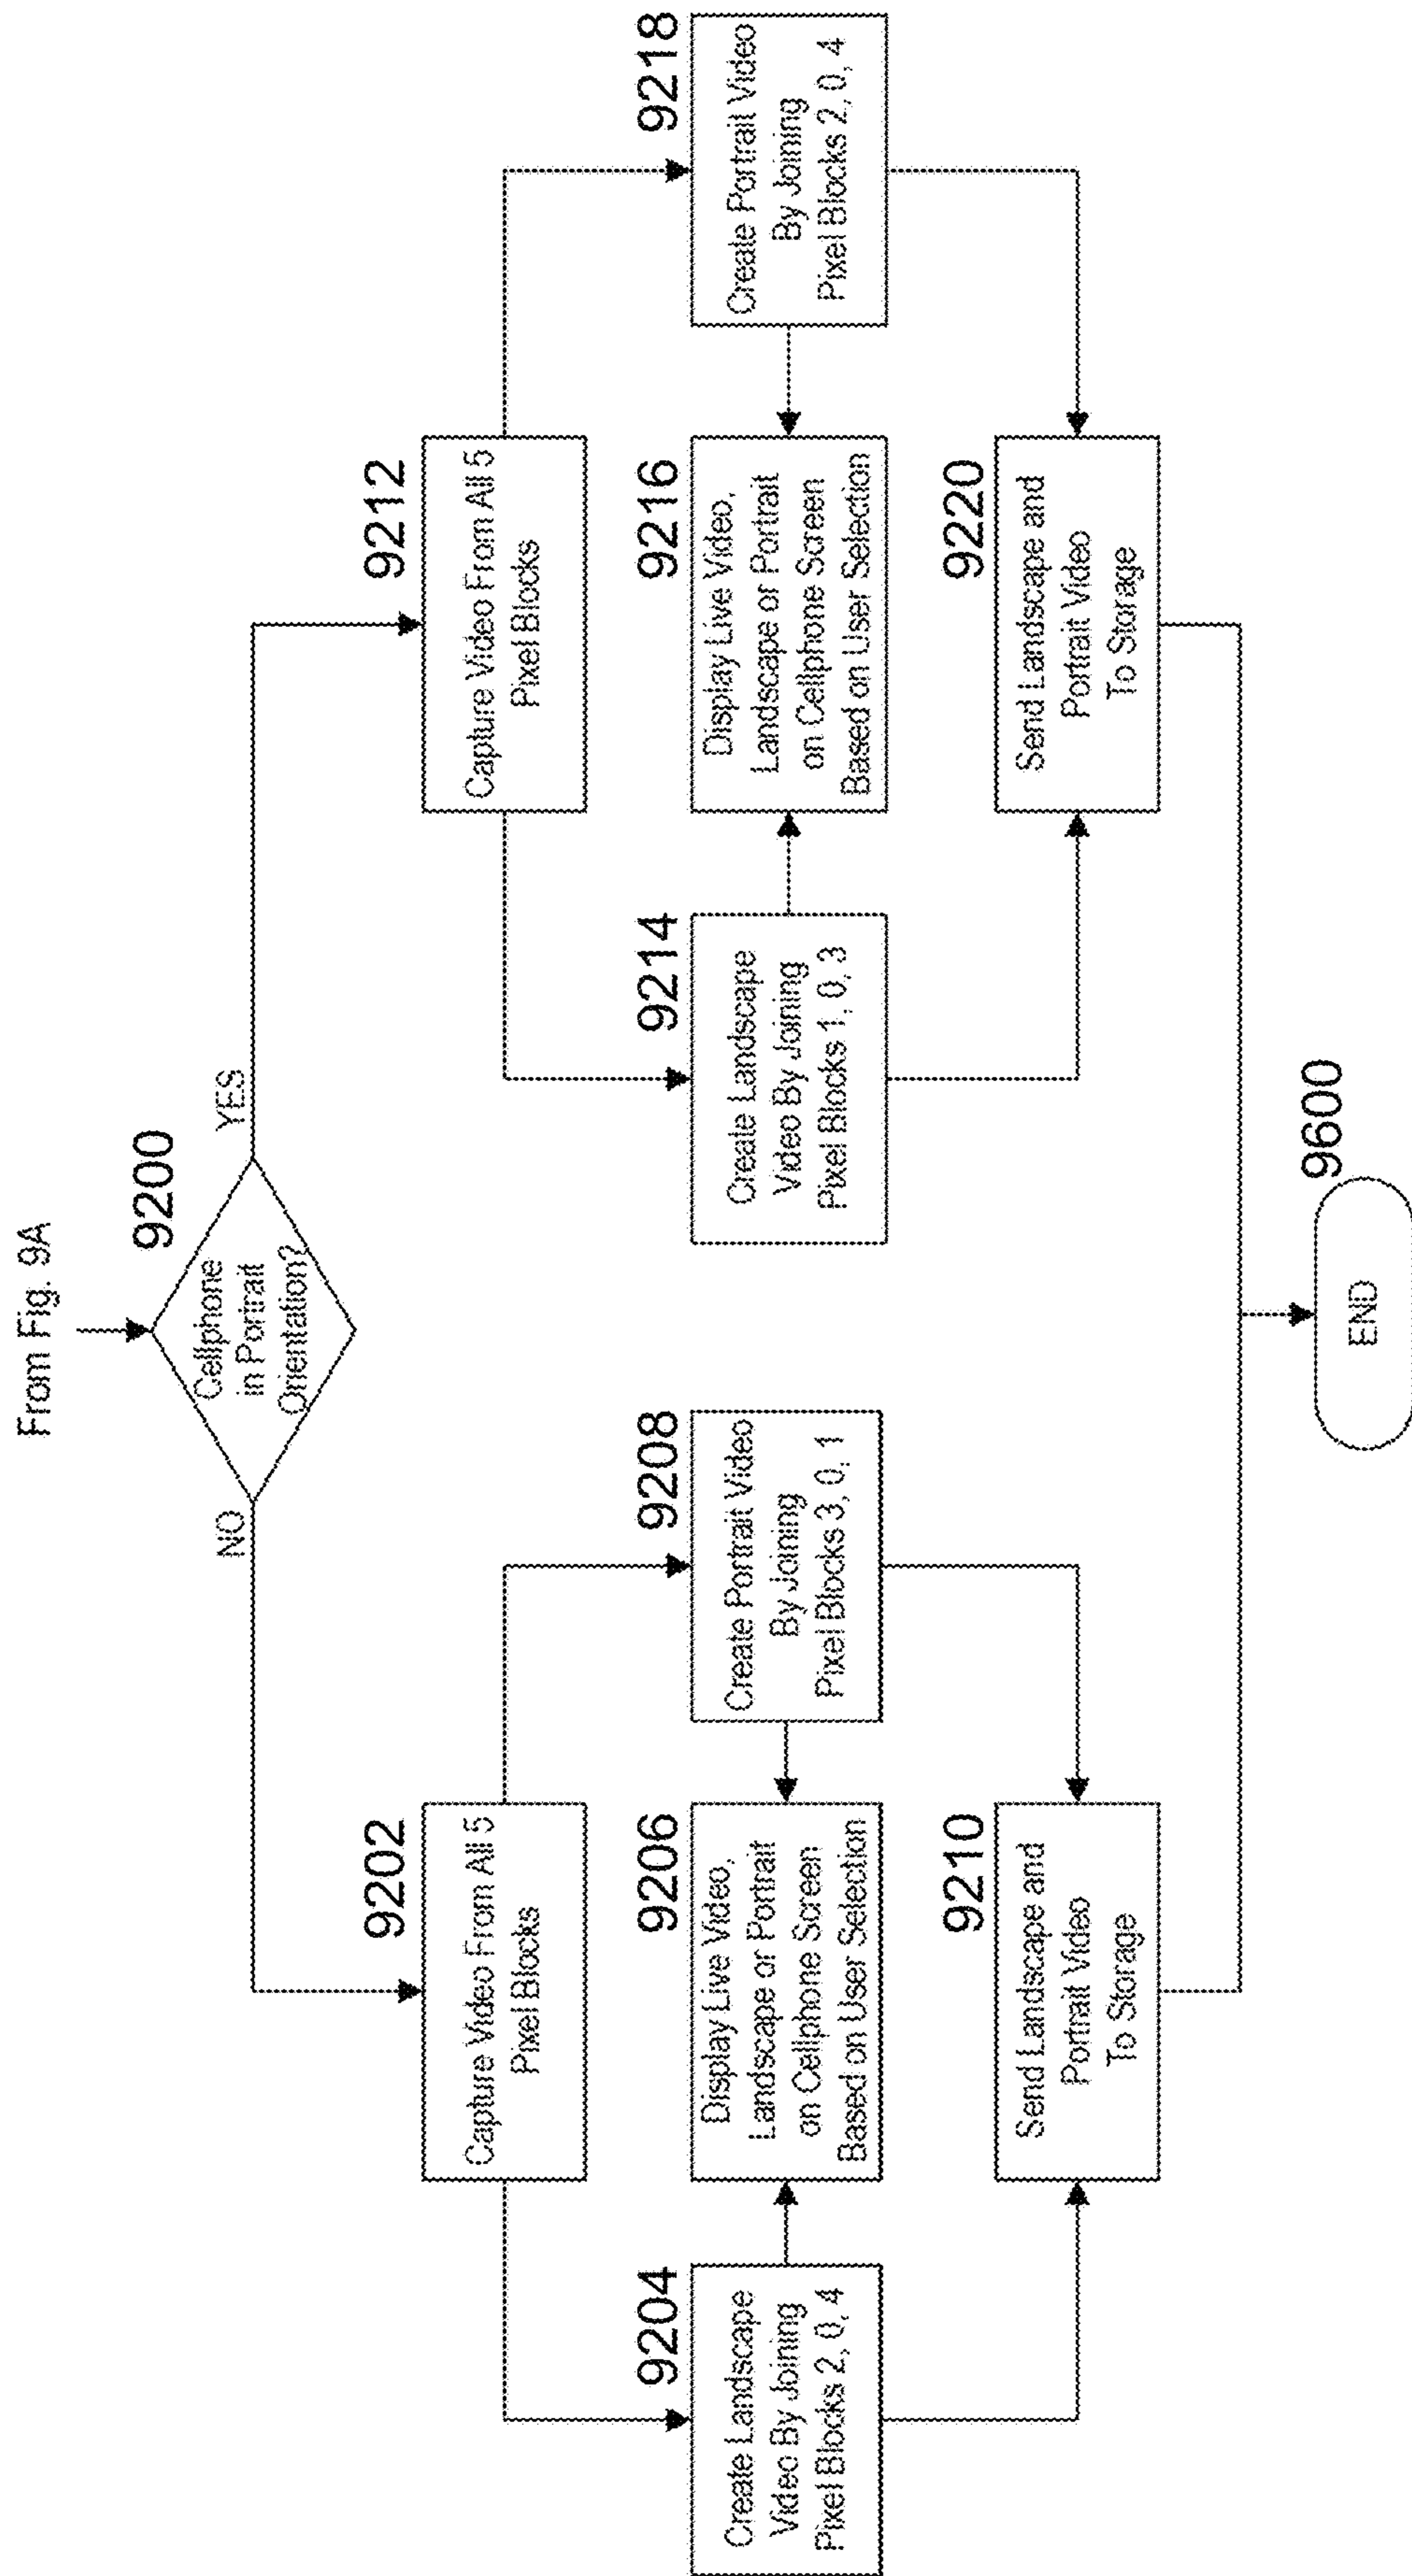 From Fig. 9A
9200
Cellphone
in Portrait
Orientation?
NO
YES
9202
Capture Video From All 5
Pixel Blocks
9212
Capture Video From All 5
Pixel Blocks
9204
Create Landscape
Video By Joining
Pixel Blocks 2, 0, 4
9206
Display Live Video,
Landscape or Portrait
on Cellphone Screen
Based on User Selection
9208
Create Portrait Video
By Joining
Pixel Blocks 3, 0, 1
9214
Create Landscape
Video By Joining
Pixel Blocks 1, 0, 3
9216
Display Live Video,
Landscape or Portrait
on Cellphone Screen
Based on User Selection
9218
Create Portrait Video
By Joining
Pixel Blocks 2, 0, 4
9210
Send Landscape and
Portrait Video
To Storage
9220
Send Landscape and
Portrait Video
To Storage
9600
END